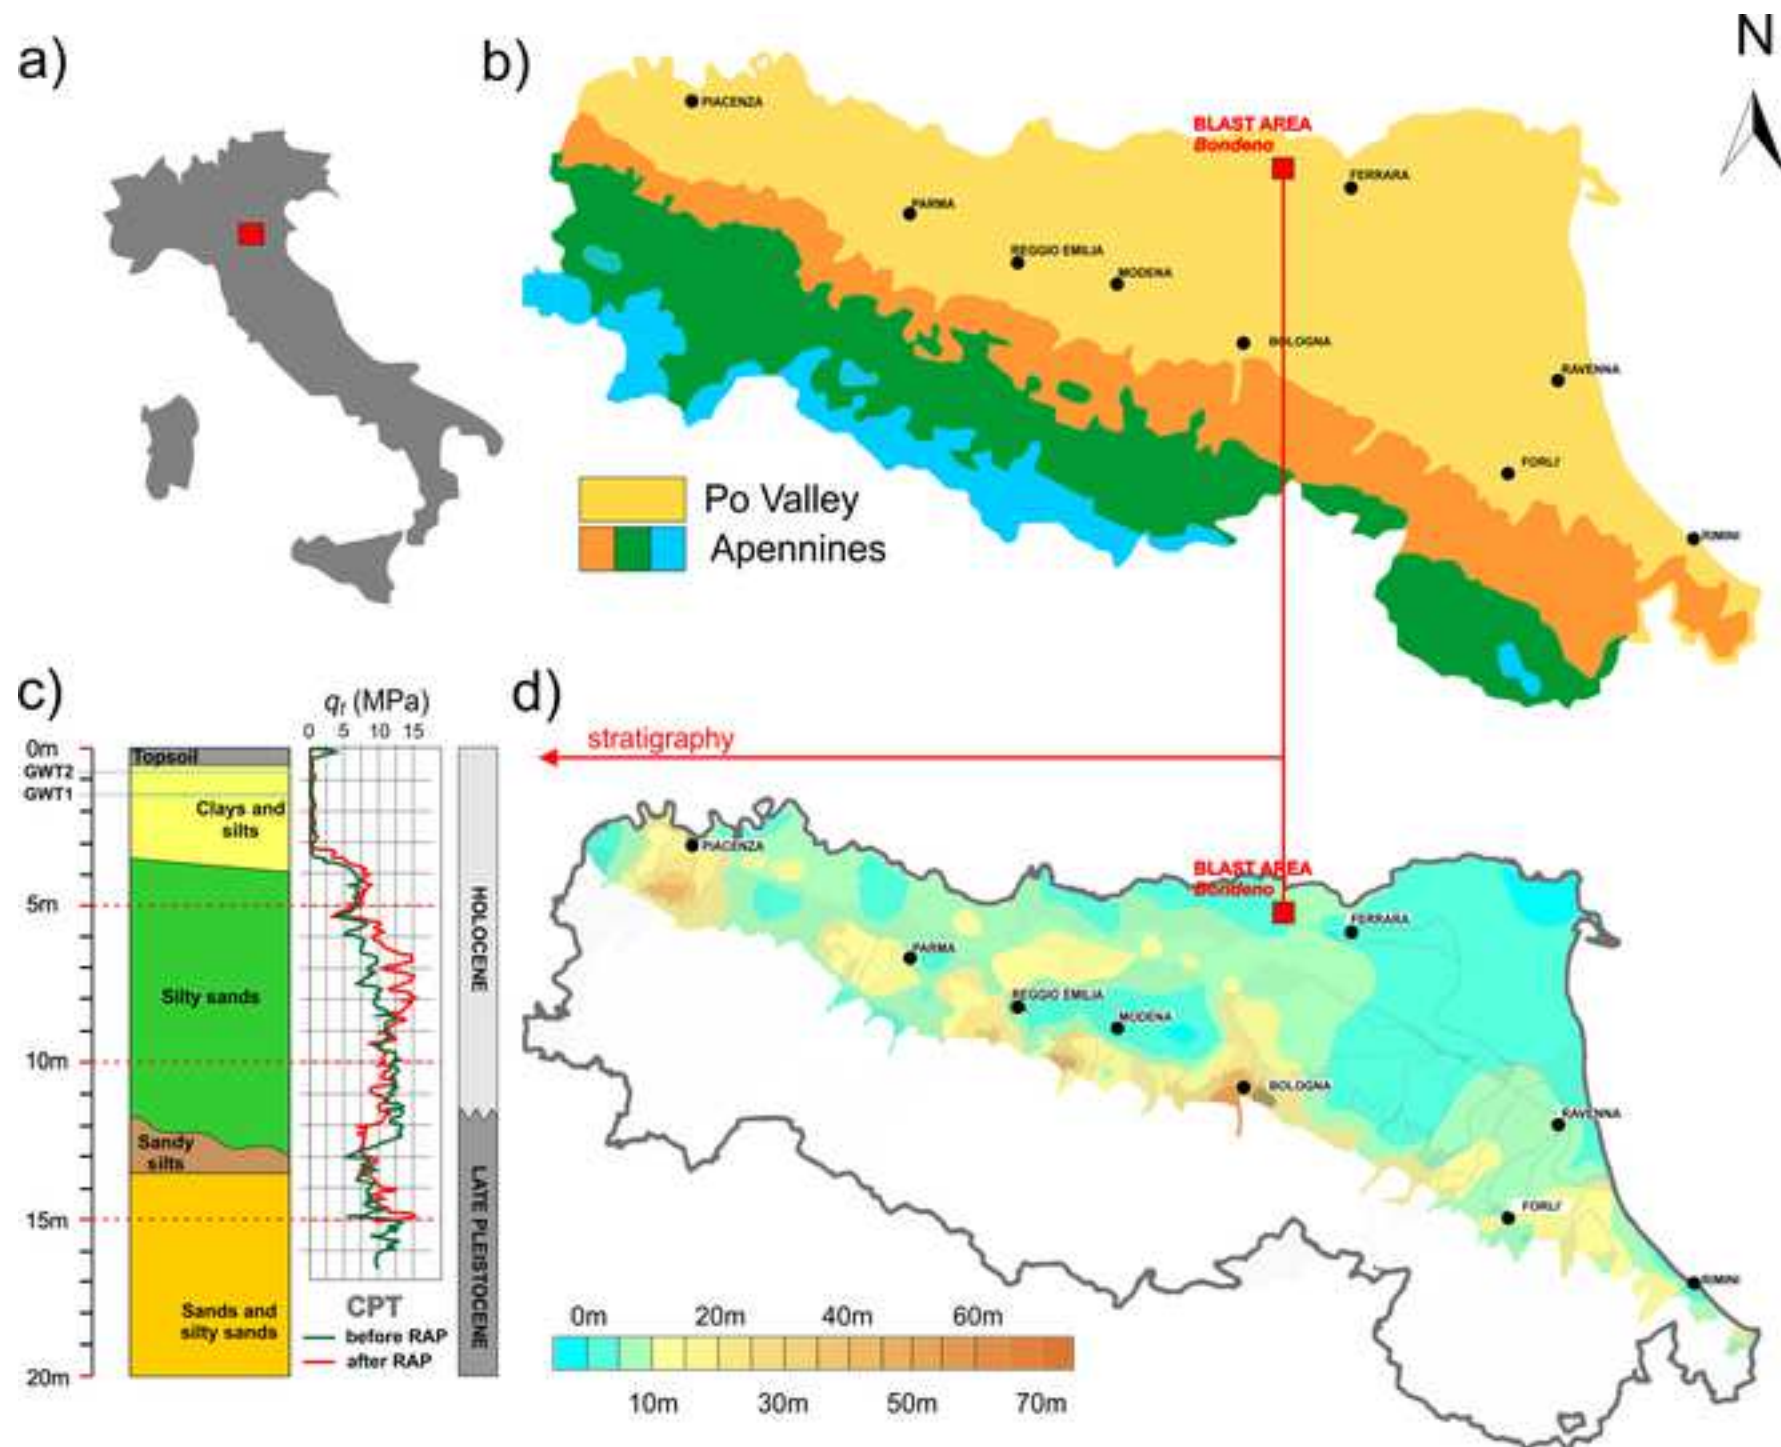 a)
b)
N
PIACENZA
BLAST AREA
Bondeno
FERRARA
PARMA
REGGIO EMILIA
MODENA
BOLOGNA
RAVENNA
FORLI'
RIMINI
Po Valley
Apennines
c)
qt (MPa)
0 5 10 15
0m
GWT2
GWT1
5m
10m
15m
20m
Topsoil
Clays and
silts
Silty sands
Sandy
silts
Sands and
silty sands
CPT
before RAP
after RAP
HOLOCENE
LATE PLEISTOCENE
d)
stratigraphy
PIACENZA
BLAST AREA
Bondeno
FERRARA
PARMA
REGGIO EMILIA
MODENA
BOLOGNA
RAVENNA
FORLI'
RIMINI
0m 20m 40m 60m
10m 30m 50m 70m